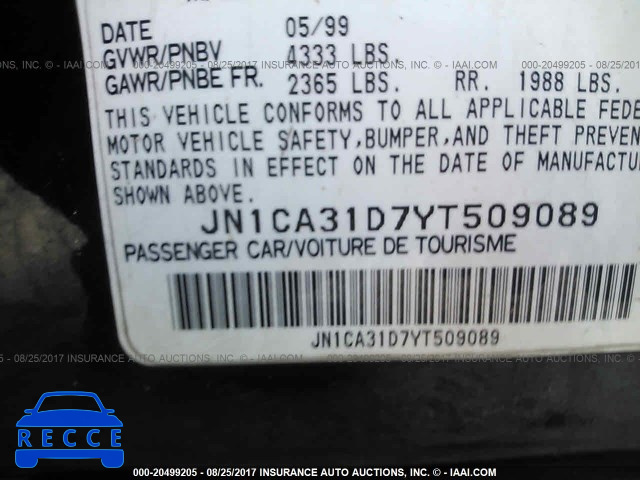 DATE 05/99
GVWR/PNBV 4333 LBS
GAWR/PNBE FR. 2365 LBS. RR. 1988 LBS.
THIS VEHICLE CONFORMS TO ALL APPLICABLE FEDE
MOTOR VEHICLE SAFETY,BUMPER,AND THEFT PREVEN
STANDARDS IN EFFECT ON THE DATE OF MANUFACTU
SHOWN ABOVE.
JN1CA31D7YT509089
PASSENGER CAR/VOITURE DE TOURISME
JN1CA31D7YT509089
000-20499205 - 08/25/2017 INSURANCE AUTO AUCTIONS, INC. - © IAAI.COM
RECCE